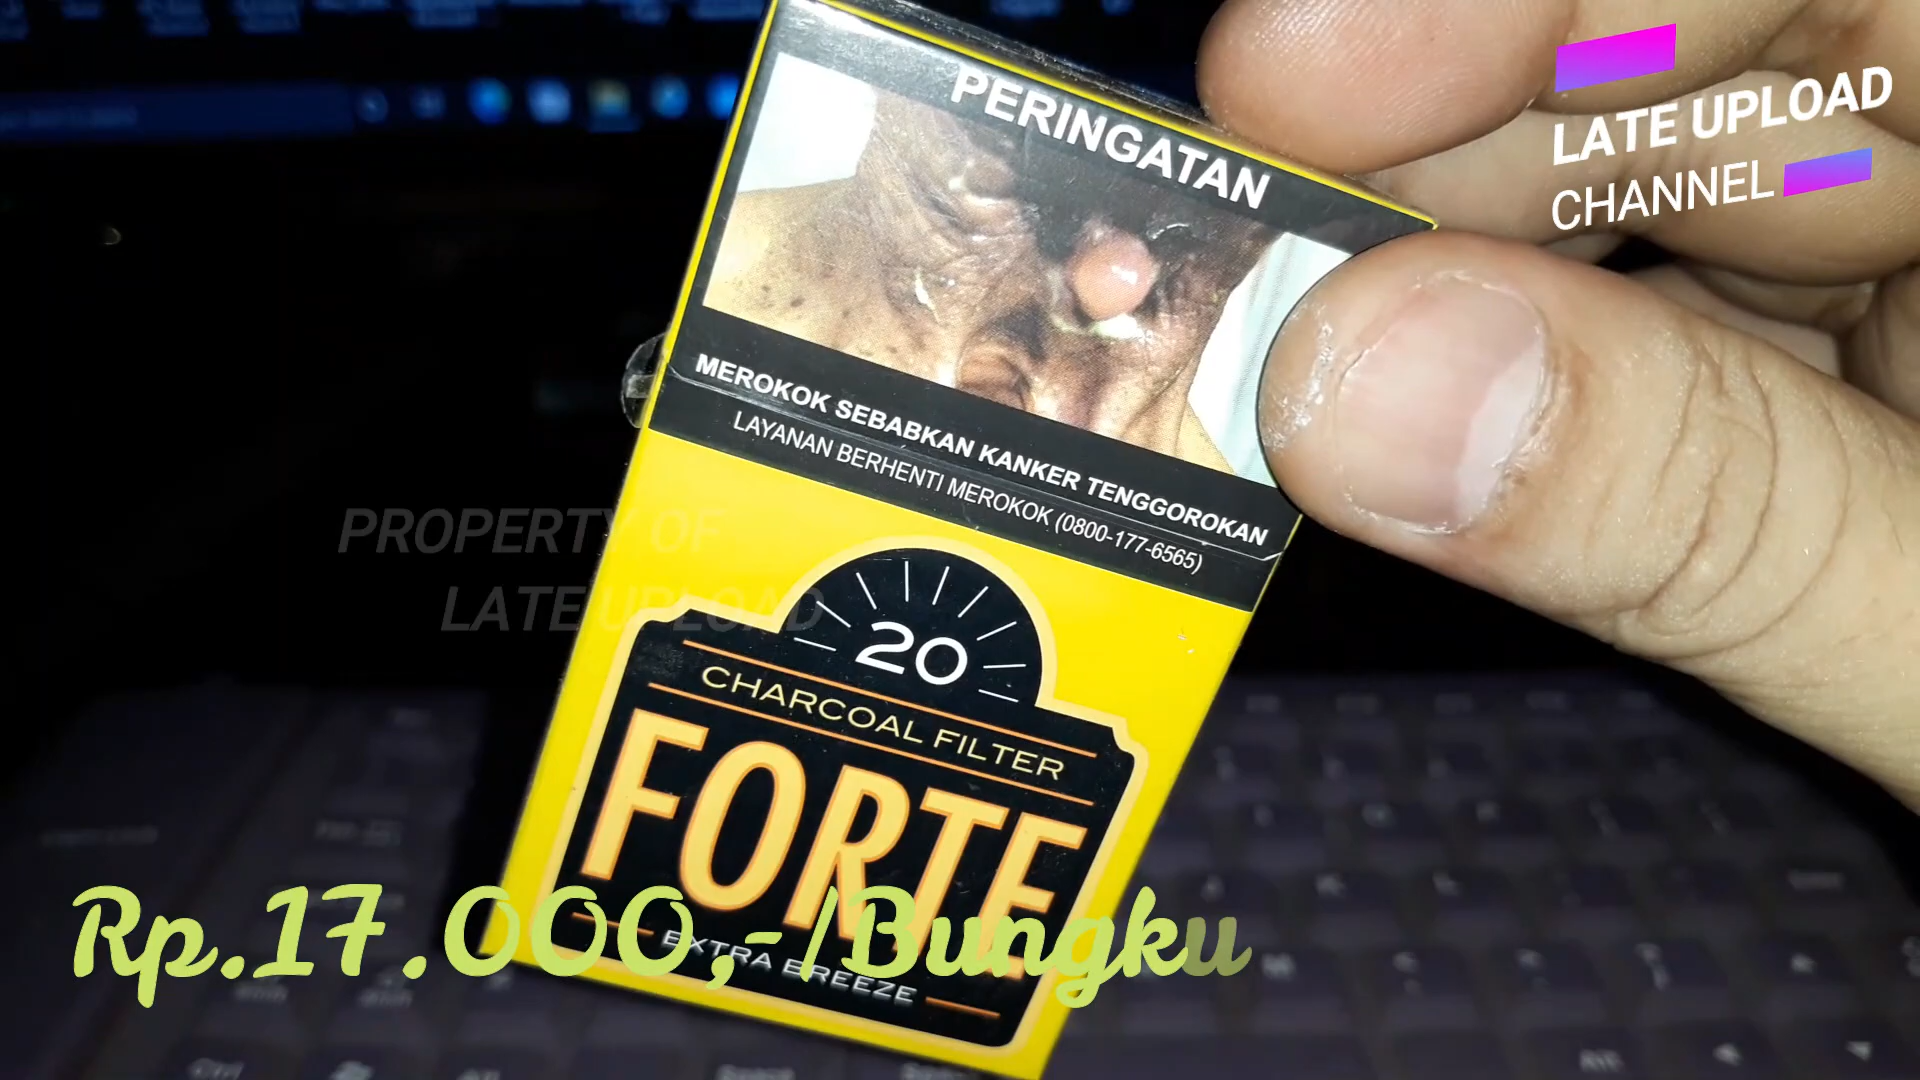 PERINGATAN
MEROKOK SEBABKAN KANKER TENGGOROKAN
LAYANAN BERHENTI MEROKOK (0800-177-6565)
20
CHARCOAL FILTER
FORTE
EXTRA BREEZE
LATE UPLOAD
CHANNEL
PROPERTY OF
LATE UPLOAD
Rp.17.000,-/Bungku
Ctrl